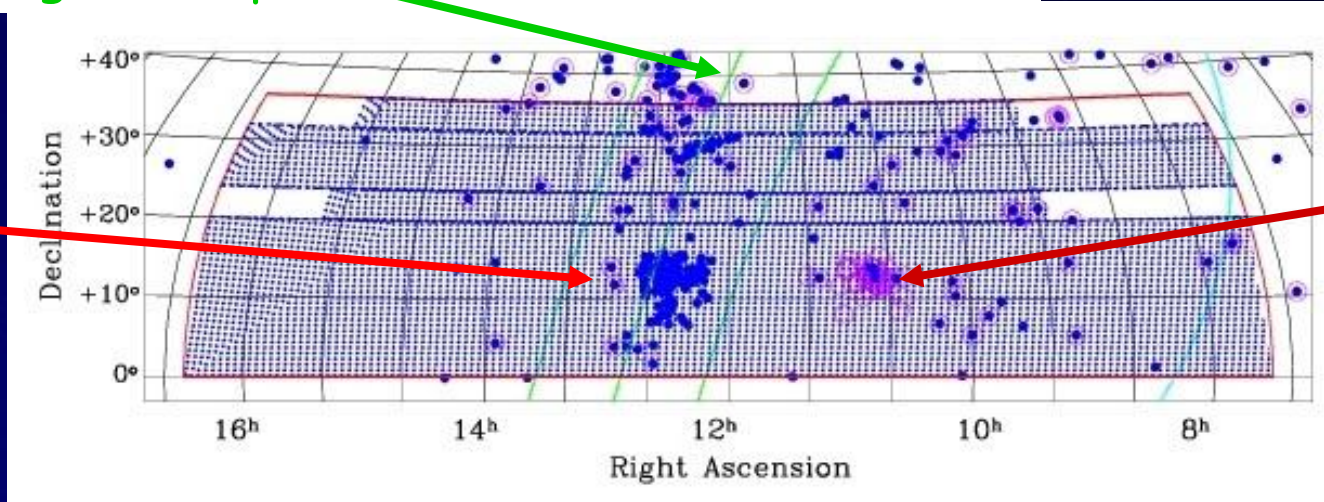 +40°
+30°
+20°
+10°
0°
Declination
16ʰ 14ʰ 12ʰ 10ʰ 8ʰ
Right Ascension